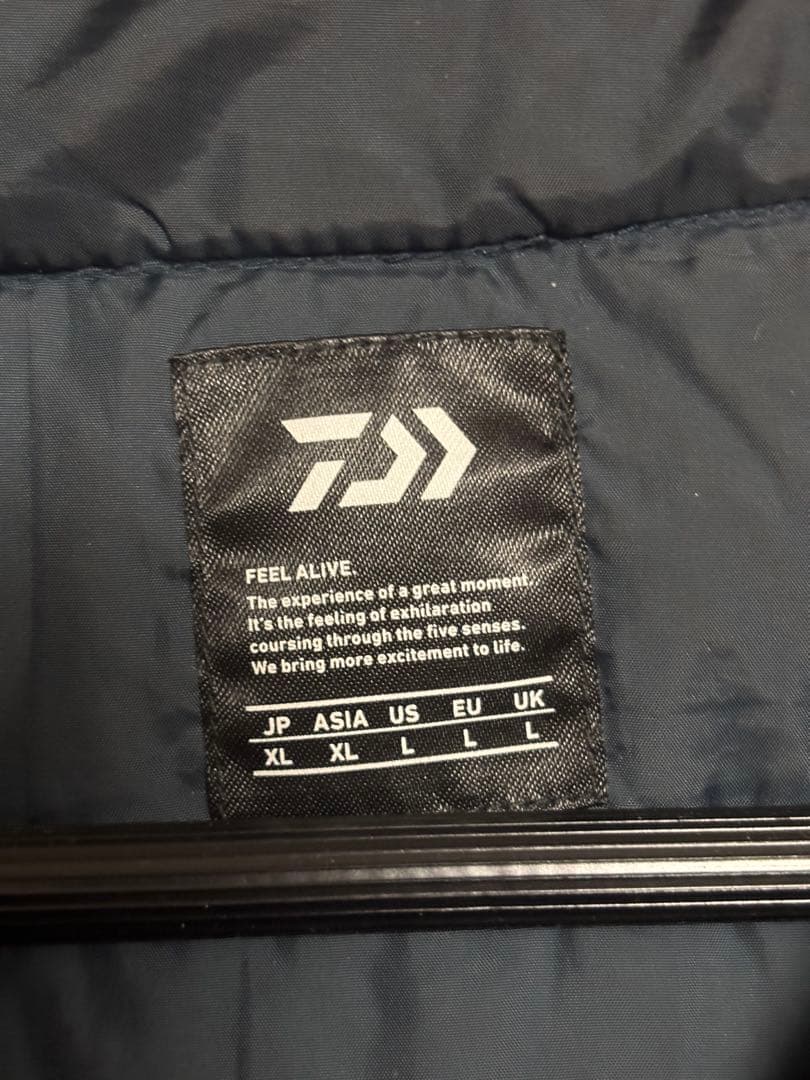 FEEL ALIVE.
The experience of a great moment.
It's the feeling of exhilaration
coursing through the five senses.
We bring more excitement to life.
JP ASIA US EU UK
XL XL L L L